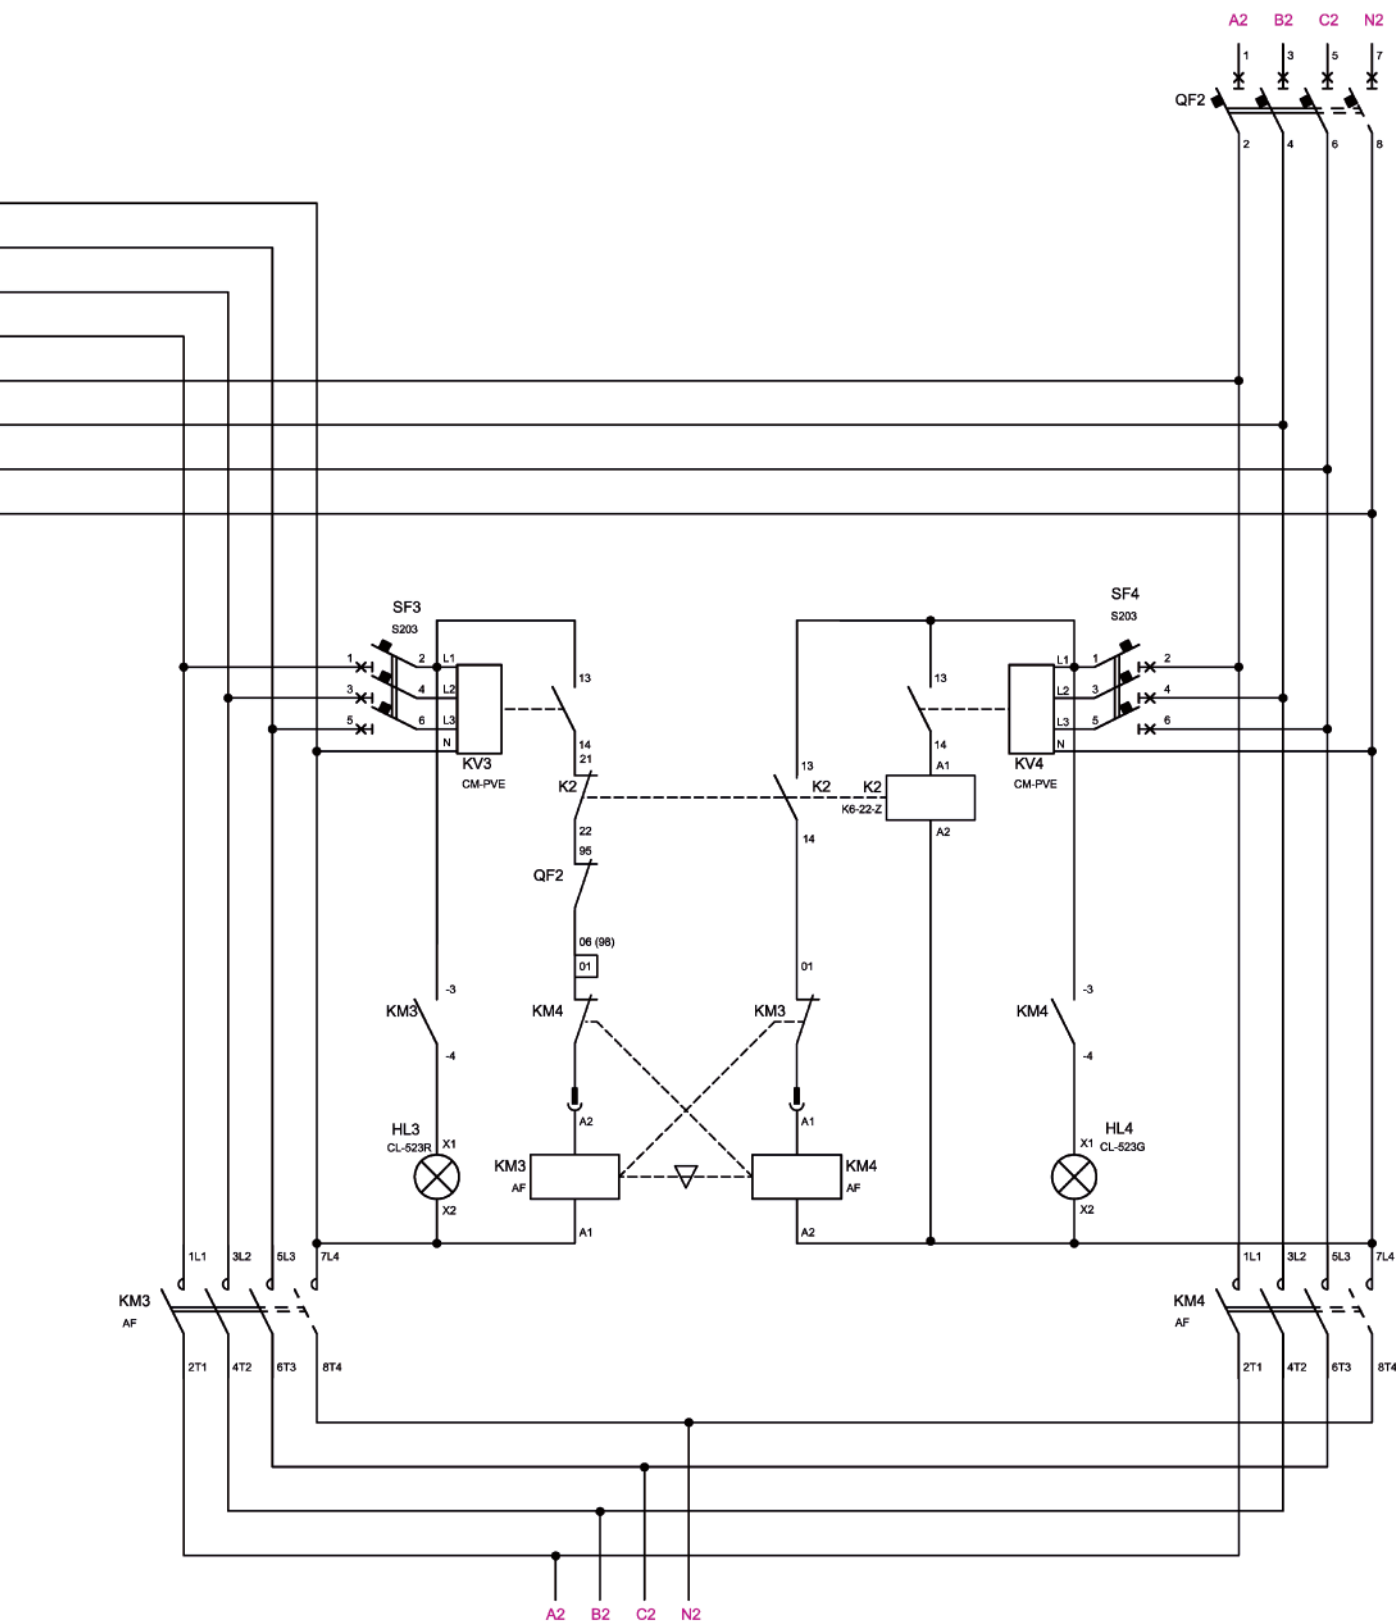 A2 B2 C2 N2
1 3 5 7
QF2
2 4 6 8
SF3
S203
SF4
S203
1 2 L1
3 4 L2
5 6 L3
N
KV3
CM-PVE
13
14
21
K2
22
95
QF2
06 (98)
01
KM4
A2
KM3
AF
A1
13
K2
14
01
KM3
A1
KM4
AF
A2
13
14
A1
K2
K6-22-Z
A2
L1 1 2
L2 3 4
L3 5 6
N
KV4
CM-PVE
-3
KM3
-4
HL3
CL-523R
X1
X2
-3
KM4
-4
HL4
X1 CL-523G
X2
1L1 3L2 5L3 7L4
KM3
AF
2T1 4T2 6T3 8T4
1L1 3L2 5L3 7L4
KM4
AF
2T1 4T2 6T3 8T4
A2 B2 C2 N2